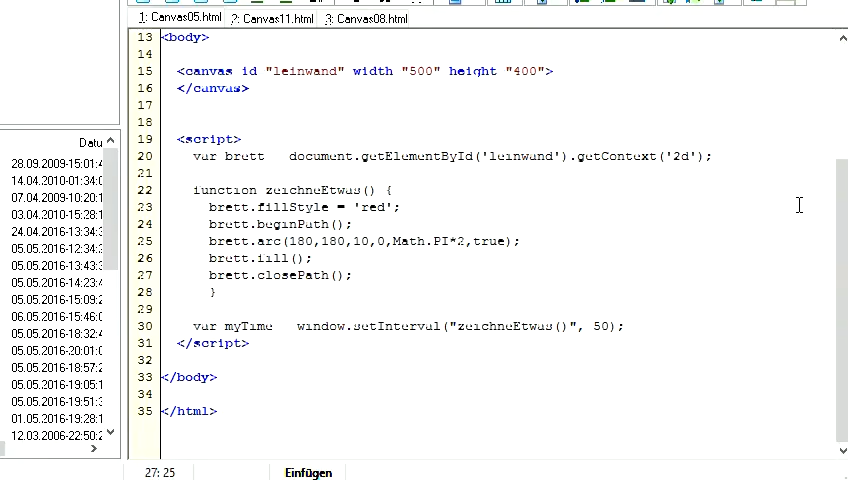 1: Canvas05.html 2: Canvas11.html 3: Canvas08.html
13 <body>
14
15 <canvas id "leinwand" width "500" height "400">
16 </canvas>
17
18
19 <script>
20 var brett document.getElementById('leinwand').getContext('2d');
21
22 function zeichneEtwas() {
23 brett.fillStyle = 'red';
24 brett.beginPath();
25 brett.arc(180,180,10,0,Math.PI*2,true);
26 brett.fill();
27 brett.closePath();
28 }
29
30 var myTime window.setInterval("zeichneEtwas()", 50);
31 </script>
32
33 </body>
34
35 </html>
Datu
28.09.2009-15:01:4
14.04.2010-01:34:0
07.04.2009-10:20:1
03.04.2010-15:28:1
24.04.2016-13:34:3
05.05.2016-12:34:3
05.05.2016-13:43:3
05.05.2016-14:23:4
05.05.2016-15:09:2
06.05.2016-15:46:0
05.05.2016-18:32:4
05.05.2016-20:01:0
05.05.2016-18:57:2
05.05.2016-19:05:1
05.05.2016-19:51:3
01.05.2016-19:28:1
12.03.2006-22:50:2
27: 25 Einfügen